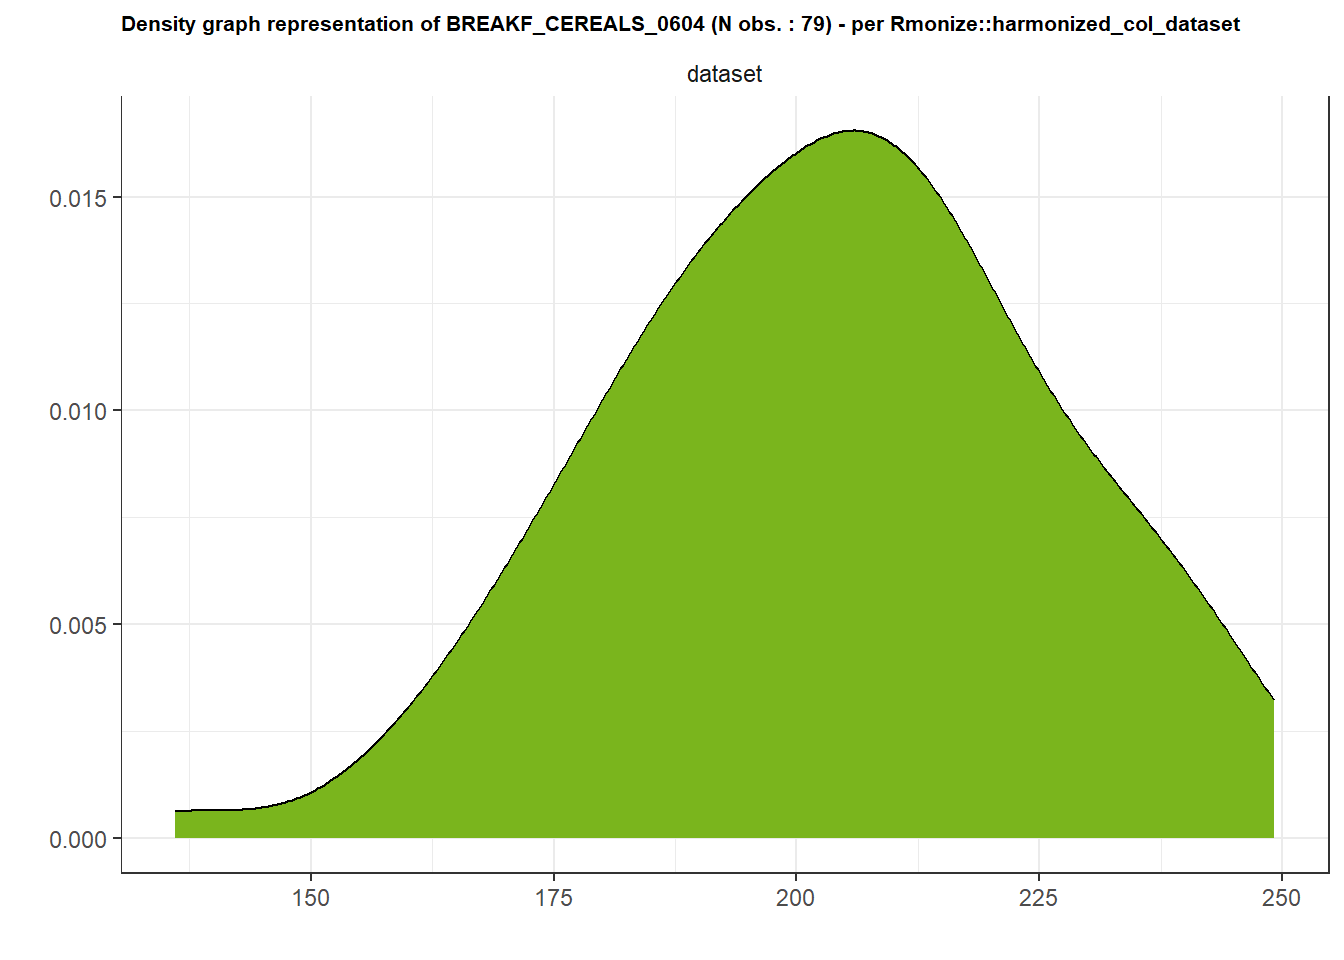 Density graph representation of BREAKF_CEREALS_0604 (N obs. : 79) - per Rmonize::harmonized_col_dataset
dataset
0.015
0.010
0.005
0.000
150 175 200 225 250